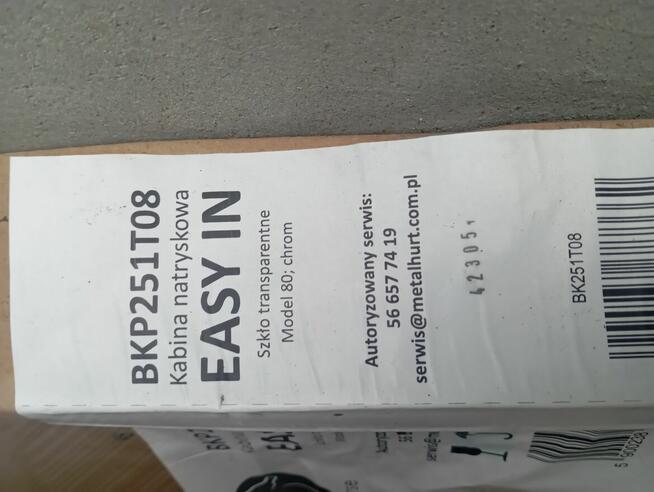 BKP251T08
Kabina natryskowa
EASY IN
Szkło transparentne
Model 80; chrom
Autoryzowany serwis:
56 657 74 19
serwis@metalhurt.com.pl
423051
BK251T08